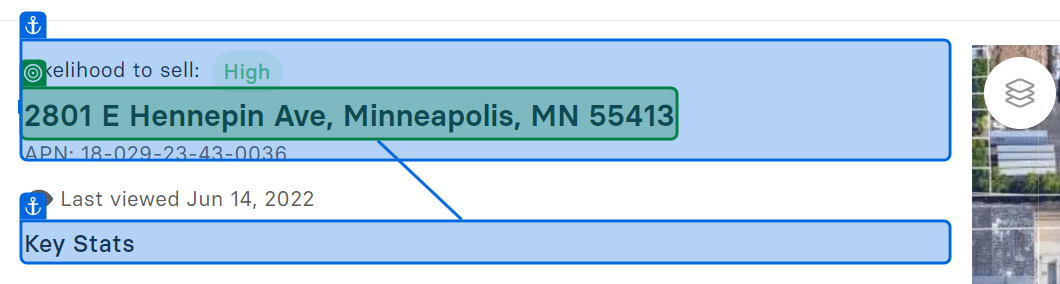 kelihood to sell: High
2801 E Hennepin Ave, Minneapolis, MN 55413
APN: 18-029-23-43-0036
Last viewed Jun 14, 2022
Key Stats